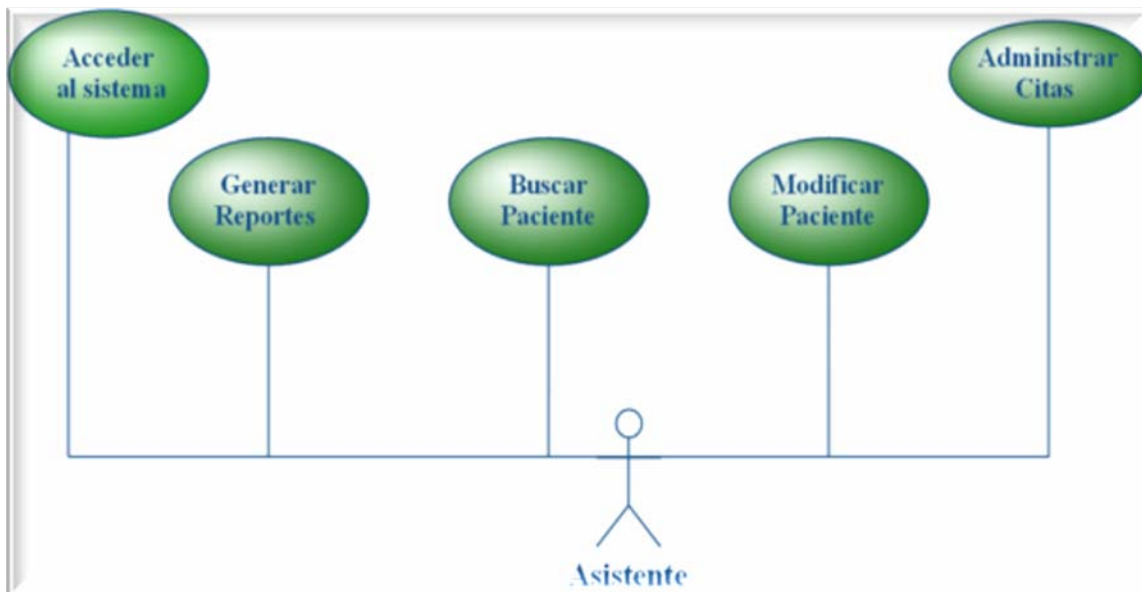 Acceder
al sistema
Administrar
Citas
Generar
Reportes
Buscar
Paciente
Modificar
Paciente
Asistente